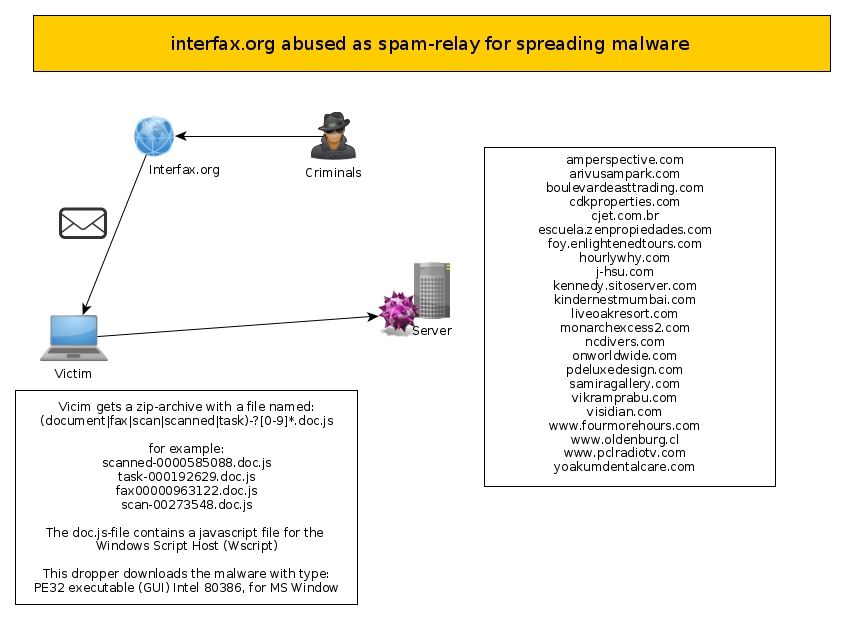 interfax.org abused as spam-relay for spreading malware
Interfax.org
Criminals
Server
Victim
Vicim gets a zip-archive with a file named:
(document|fax|scan|scanned|task)-?[0-9]*.doc.js
for example:
scanned-0000585088.doc.js
task-000192629.doc.js
fax00000963122.doc.js
scan-00273548.doc.js
The doc.js-file contains a javascript file for the
Windows Script Host (Wscript)
This dropper downloads the malware with type:
PE32 executable (GUI) Intel 80386, for MS Window
amperspective.com
arivusampark.com
boulevardeasttrading.com
cdkproperties.com
cjet.com.br
escuela.zenpropiedades.com
foy.enlightenedtours.com
hourlywhy.com
j-hsu.com
kennedy.sitoserver.com
kindernestmumbai.com
liveoakresort.com
monarchexcess2.com
ncdivers.com
onworldwide.com
pdeluxedesign.com
samiragallery.com
vikramprabu.com
visidian.com
www.fourmorehours.com
www.oldenburg.cl
www.pclradiotv.com
yoakumdentalcare.com